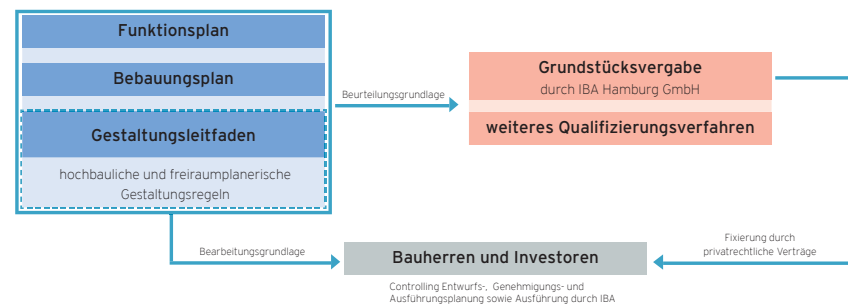 Funktionsplan
Bebauungsplan
Gestaltungsleitfaden
hochbauliche und freiraumplanerische
Gestaltungsregeln
Beurteilungsgrundlage
Grundstücksvergabe
durch IBA Hamburg GmbH
weiteres Qualifizierungsverfahren
Bearbeitungsgrundlage
Bauherren und Investoren
Fixierung durch
privatrechtliche Verträge
Controlling Entwurfs-, Genehmigungs- und
Ausführungsplanung sowie Ausführung durch IBA